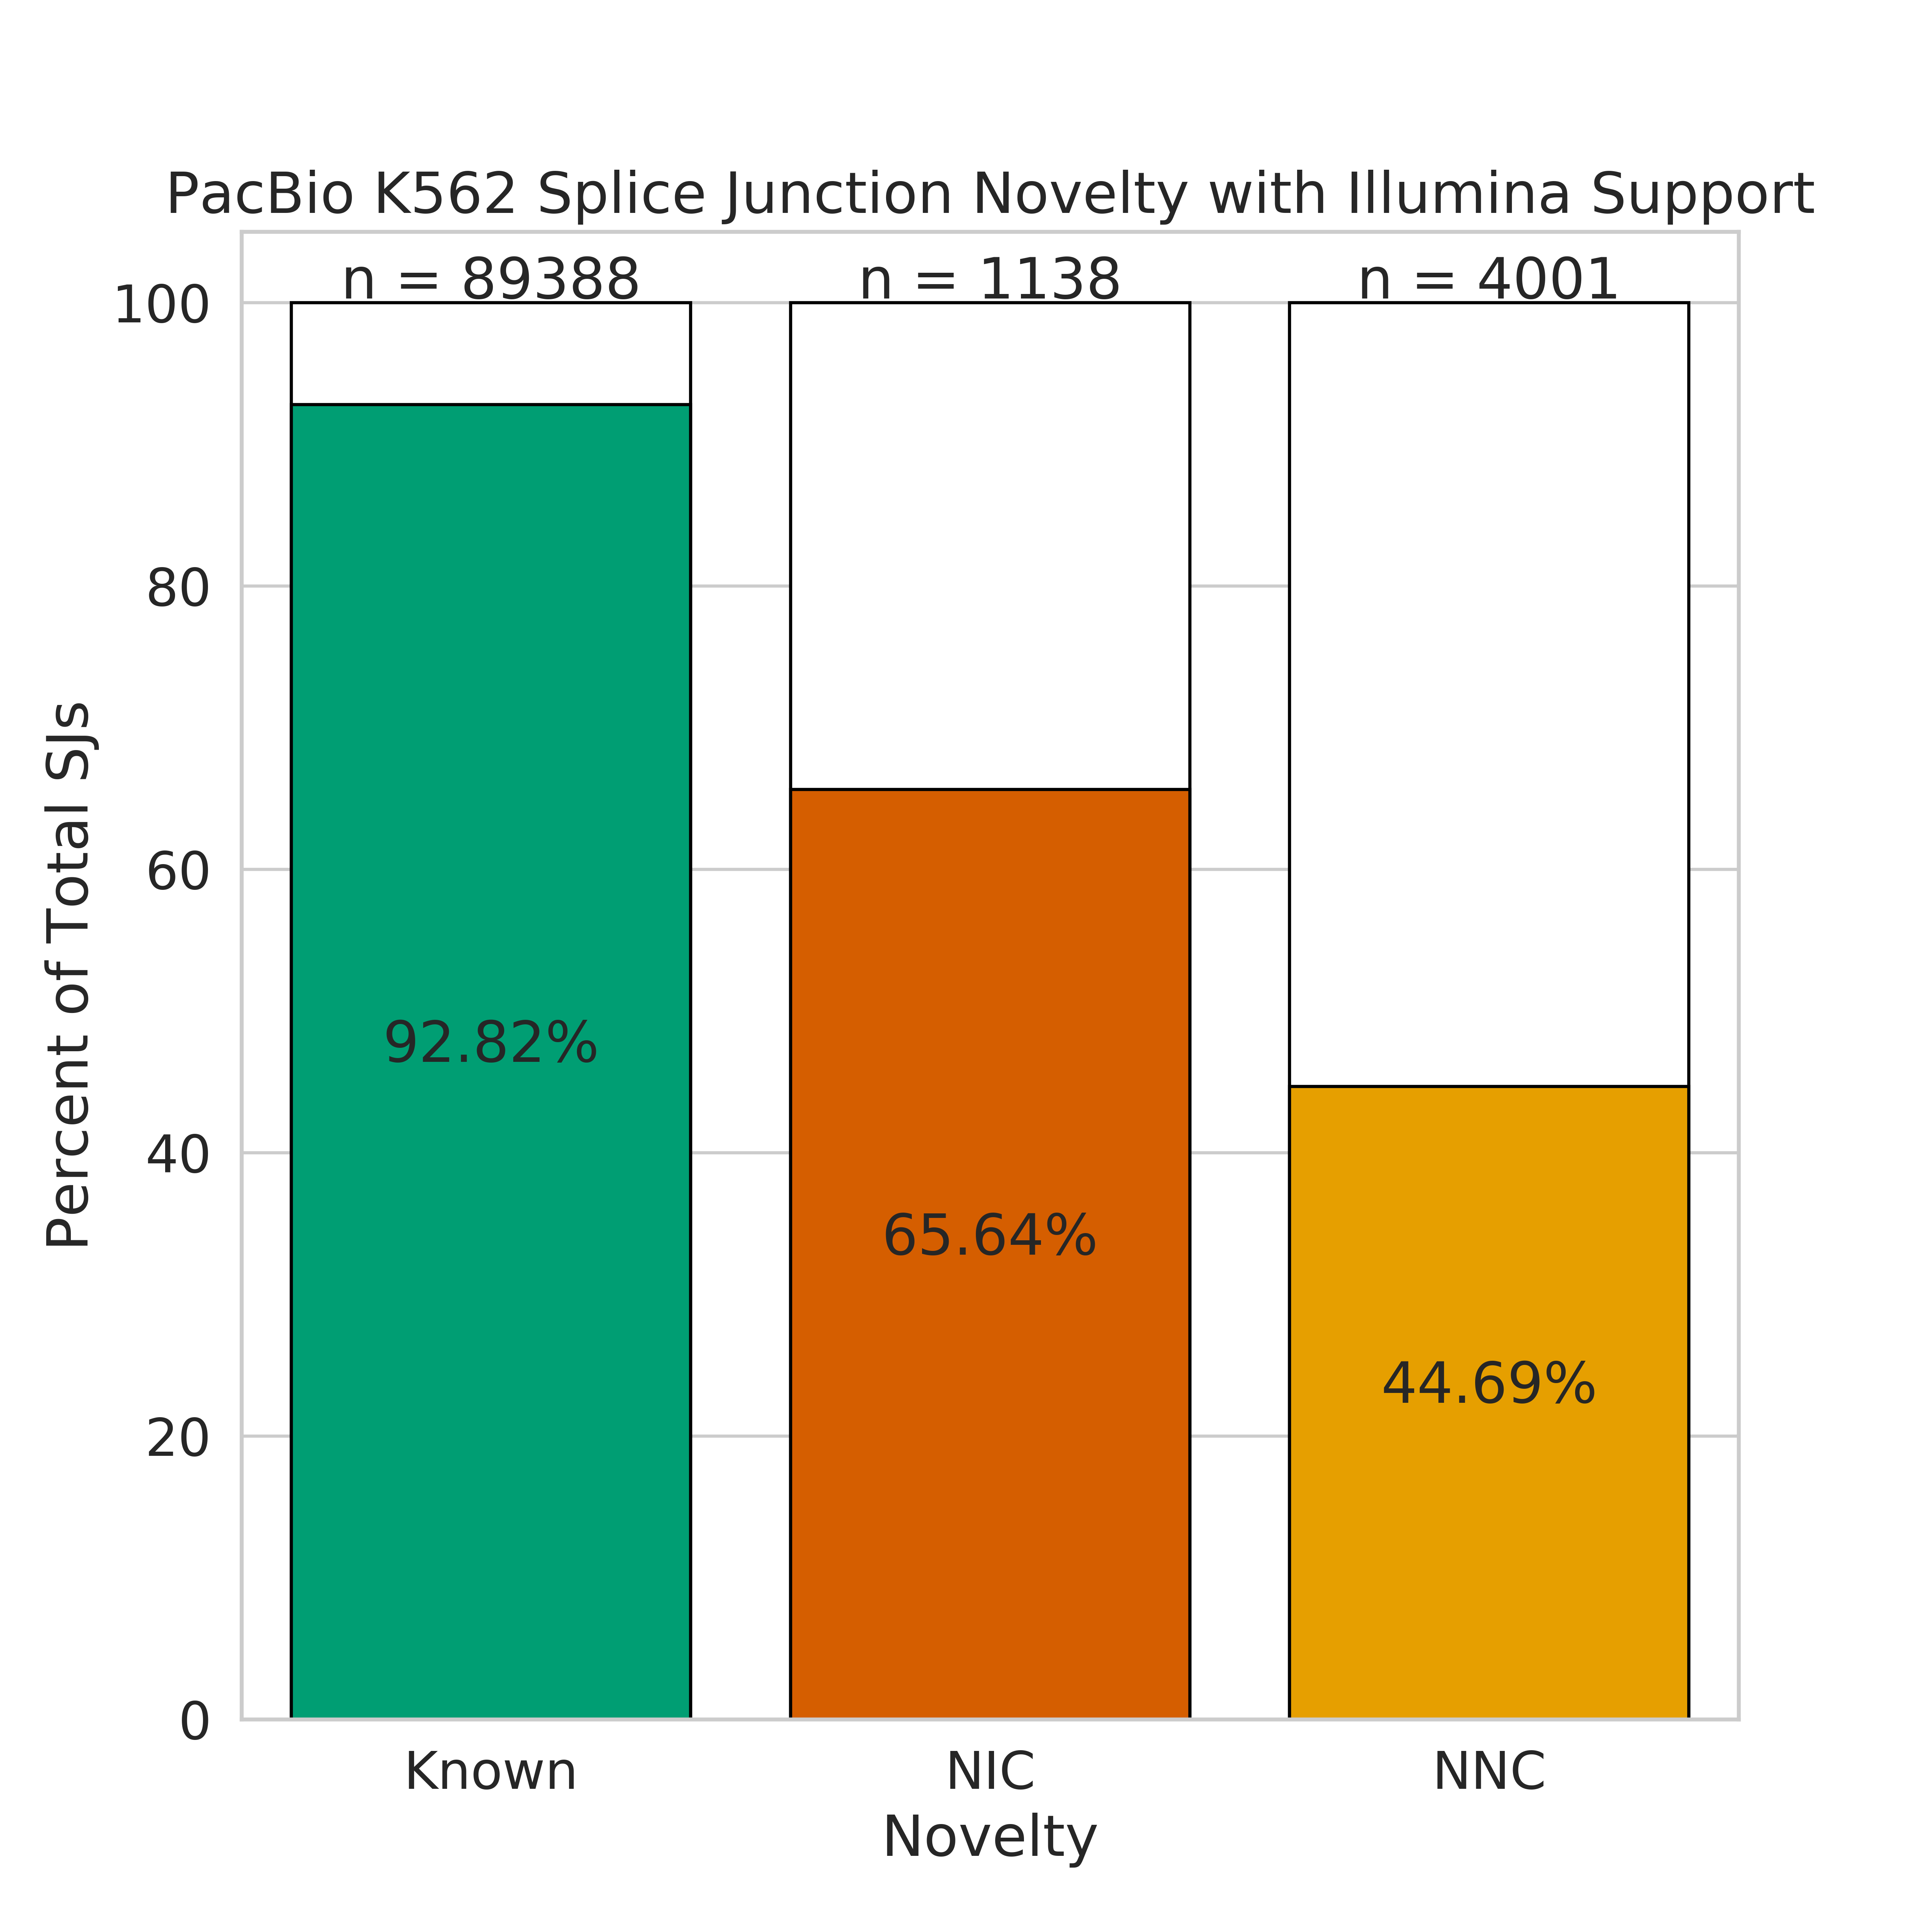 PacBio K562 Splice Junction Novelty with Illumina Support
n = 89388
n = 1138
n = 4001
100
80
60
40
20
0
Percent of Total SJs
92.82%
65.64%
44.69%
Known
NIC
NNC
Novelty